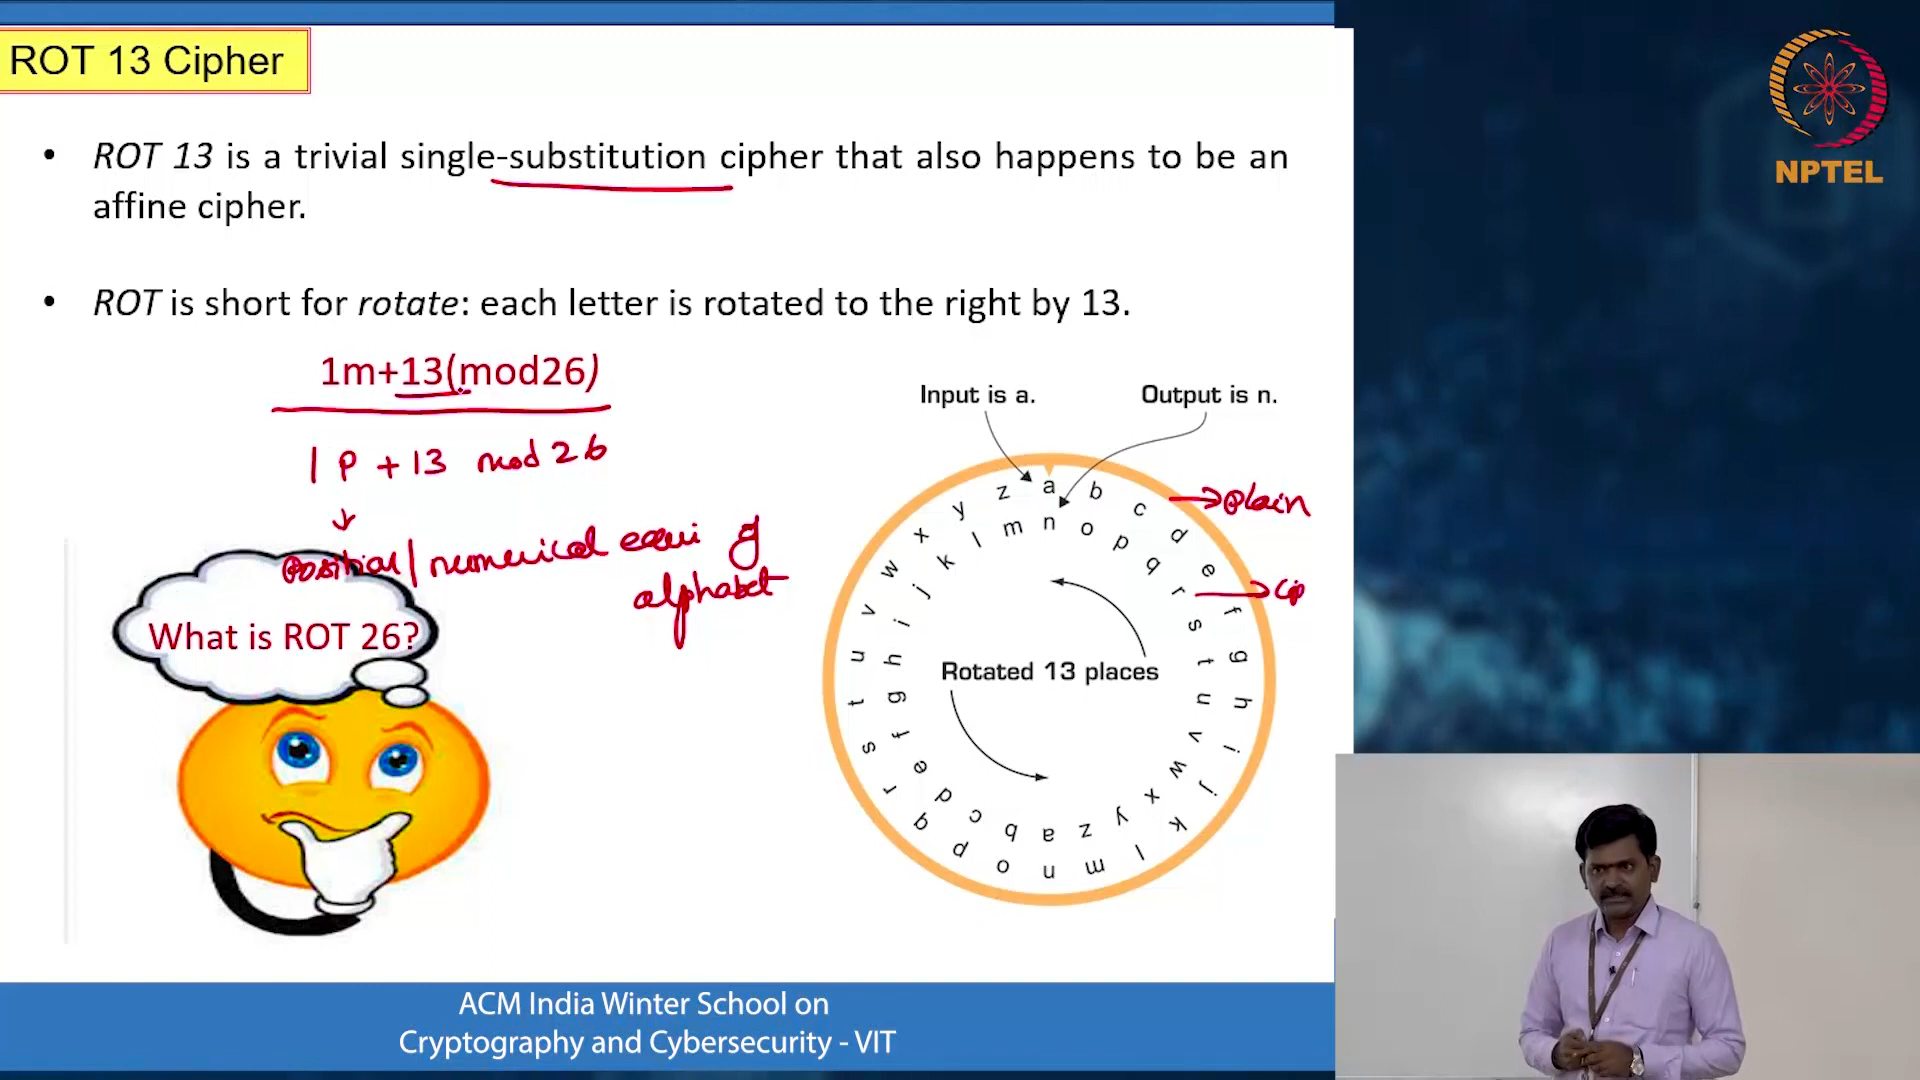 ROT 13 Cipher
NPTEL
• ROT 13 is a trivial single-substitution cipher that also happens to be an
affine cipher.
• ROT is short for rotate: each letter is rotated to the right by 13.
1m+13(mod26)
1 P + 13 mod 26
Positional / numerical equi of
alphabet
What is ROT 26?
Input is a.
Output is n.
a b c d e f g h i j k l m n o p q r s t u v w x y z
n o p q r s t u v w x y z a b c d e f g h i j k l m
plain
Cip
Rotated 13 places
ACM India Winter School on
Cryptography and Cybersecurity - VIT